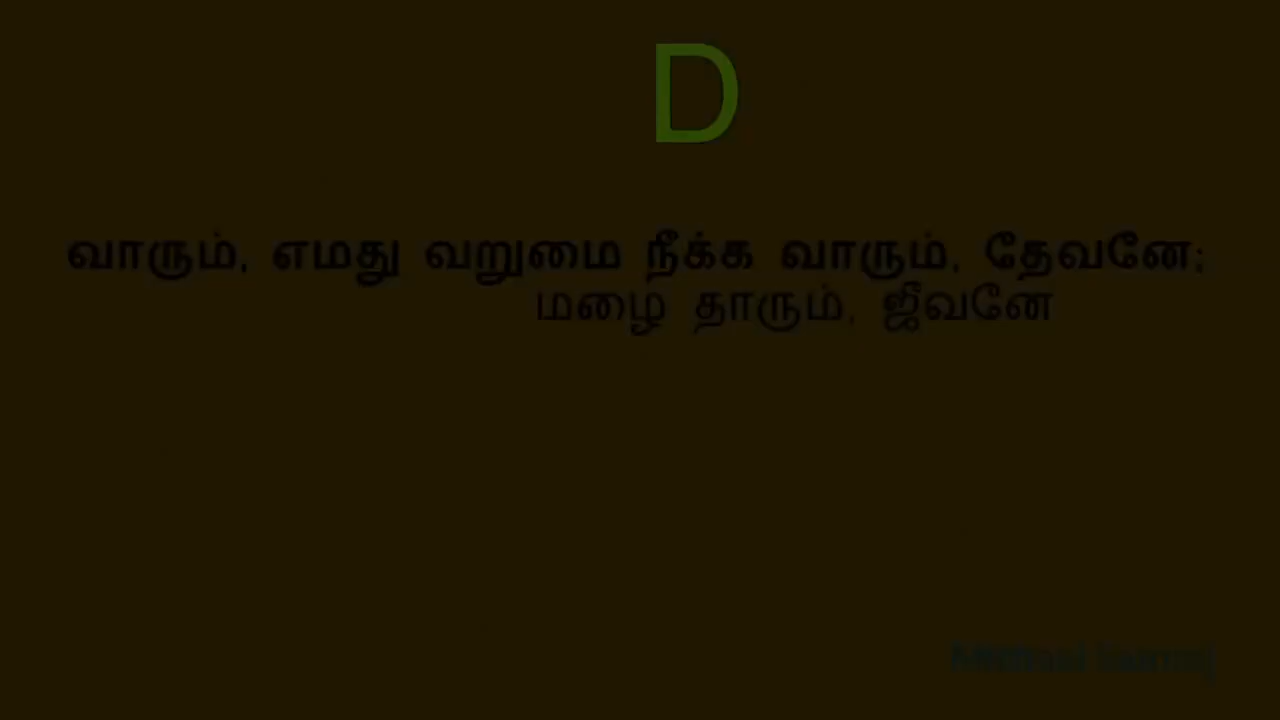 D
வாரும், எமது வறுமை நீக்க வாரும், தேவனே;
மழை தாரும், ஜீவனே